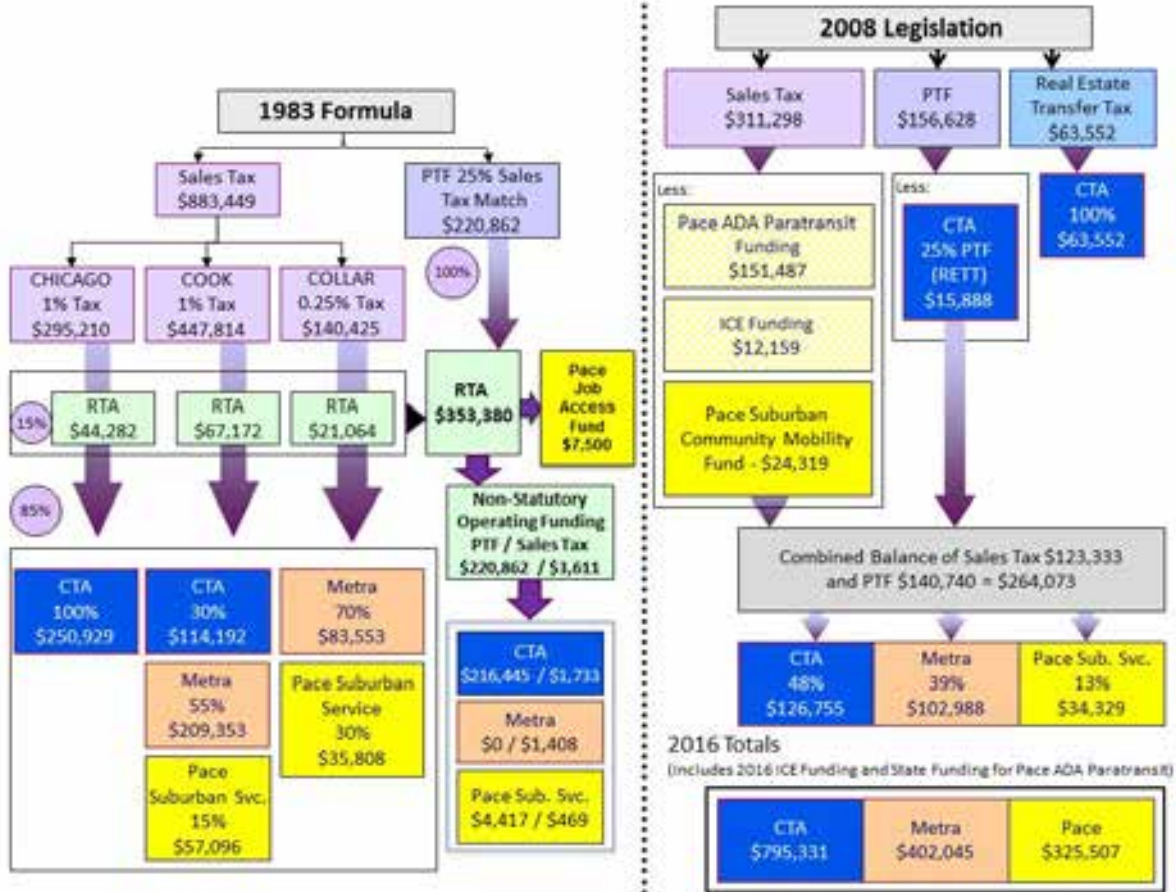 1983 Formula
Sales Tax
$883,449
PTF 25% Sales
Tax Match
$220,862
CHICAGO
1% Tax
$295,210
COOK
1% Tax
$447,814
COLLAR
0.25% Tax
$140,425
100%
15%
RTA
$44,282
RTA
$67,172
RTA
$21,064
RTA
$353,380
Pace
Job
Access
Fund
$7,500
85%
Non-Statutory
Operating Funding
PTF / Sales Tax
$220,862 / $3,611
CTA
100%
$250,929
CTA
30%
$114,192
Metra
55%
$209,353
Pace
Suburban Svc.
15%
$57,096
Metra
70%
$83,553
Pace Suburban
Service
30%
$35,808
CTA
$216,445 / $1,733
Metra
$0 / $1,408
Pace Sub. Svc.
$4,417 / $469
2008 Legislation
Sales Tax
$311,298
PTF
$156,628
Real Estate
Transfer Tax
$63,552
Less:
Pace ADA Paratransit
Funding
$151,487
ICE Funding
$12,159
Pace Suburban
Community Mobility
Fund - $24,319
Less:
CTA
25% PTF
(RETT)
$15,888
CTA
100%
$63,552
Combined Balance of Sales Tax $123,333
and PTF $140,740 = $264,073
CTA
48%
$126,755
Metra
39%
$102,988
Pace Sub. Svc.
13%
$34,329
2016 Totals
(Includes 2016 ICE Funding and State Funding for Pace ADA Paratransit)
CTA
$795,331
Metra
$402,045
Pace
$325,507